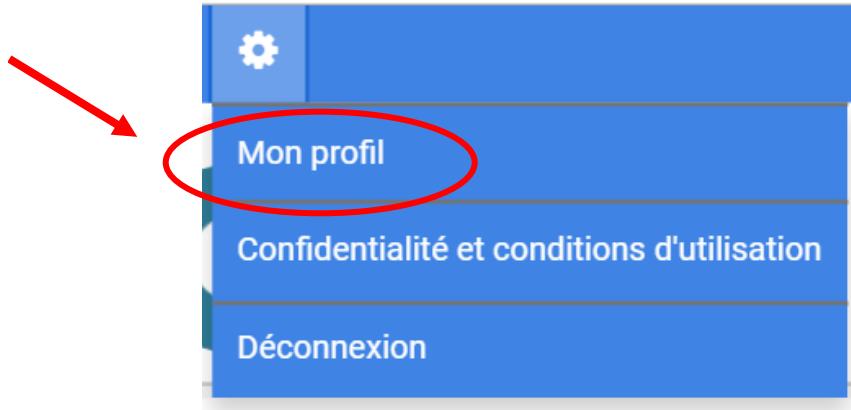 Mon profil
Confidentialité et conditions d'utilisation
Déconnexion